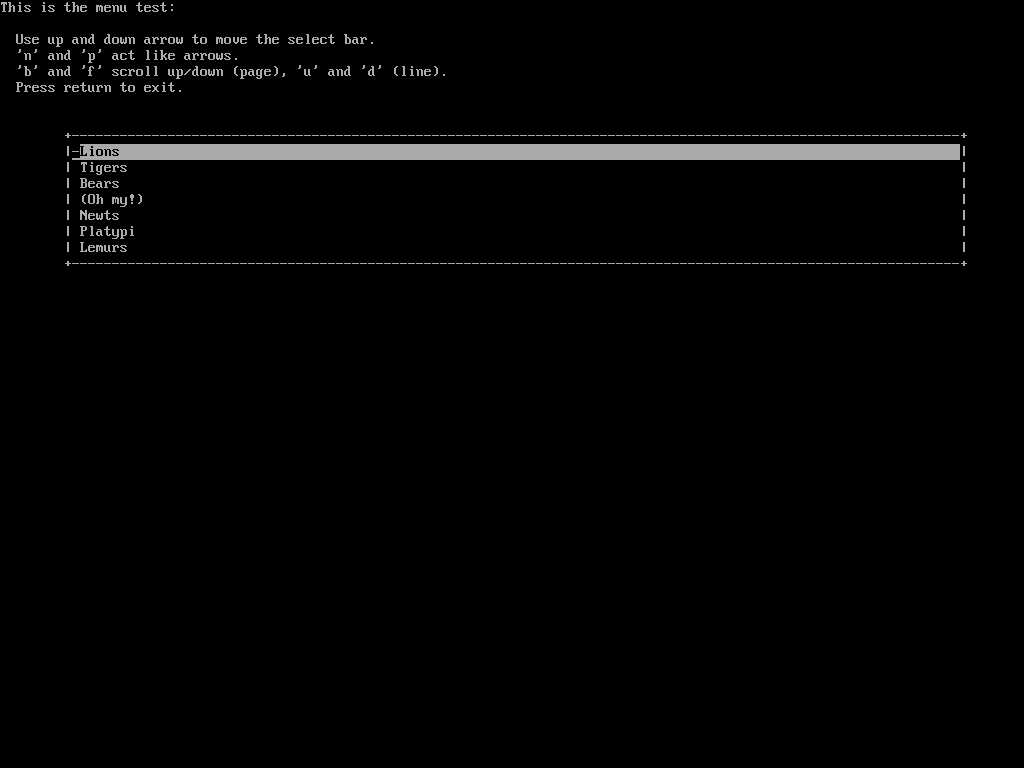 This is the menu test:
Use up and down arrow to move the select bar.
'n' and 'p' act like arrows.
'b' and 'f' scroll up/down (page), 'u' and 'd' (line).
Press return to exit.
-Lions
Tigers
Bears
(Oh my!)
Newts
Platypi
Lemurs